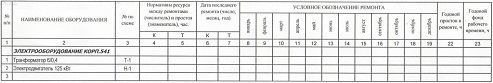 № п/п
НАИМЕНОВАНИЕ ОБОРУДОВАНИЯ
№ по схеме
Нормативы ресурса между ремонтами (числитель) и простоя (знаменатель), час.
К
Т
Дата последнего ремонта (число, месяц, год)
К
Т
УСЛОВНОЕ ОБОЗНАЧЕНИЕ РЕМОНТА
январь
февраль
март
апрель
май
июнь
июль
август
сентябрь
октябрь
ноябрь
декабрь
Годовой простой в ремонте, ч
Годовой фонд рабочего времени, ч
1 2 3 4 5 6 7 8 9 10 11 12 13 14 15 16 17 18 19 20 22 23
ЭЛЕКТРООБОРУДОВАНИЕ КОРП.541
1 Трансформатор 6/0,4 Т-1
2 Электродвигатель 125 кВт Н-1
3